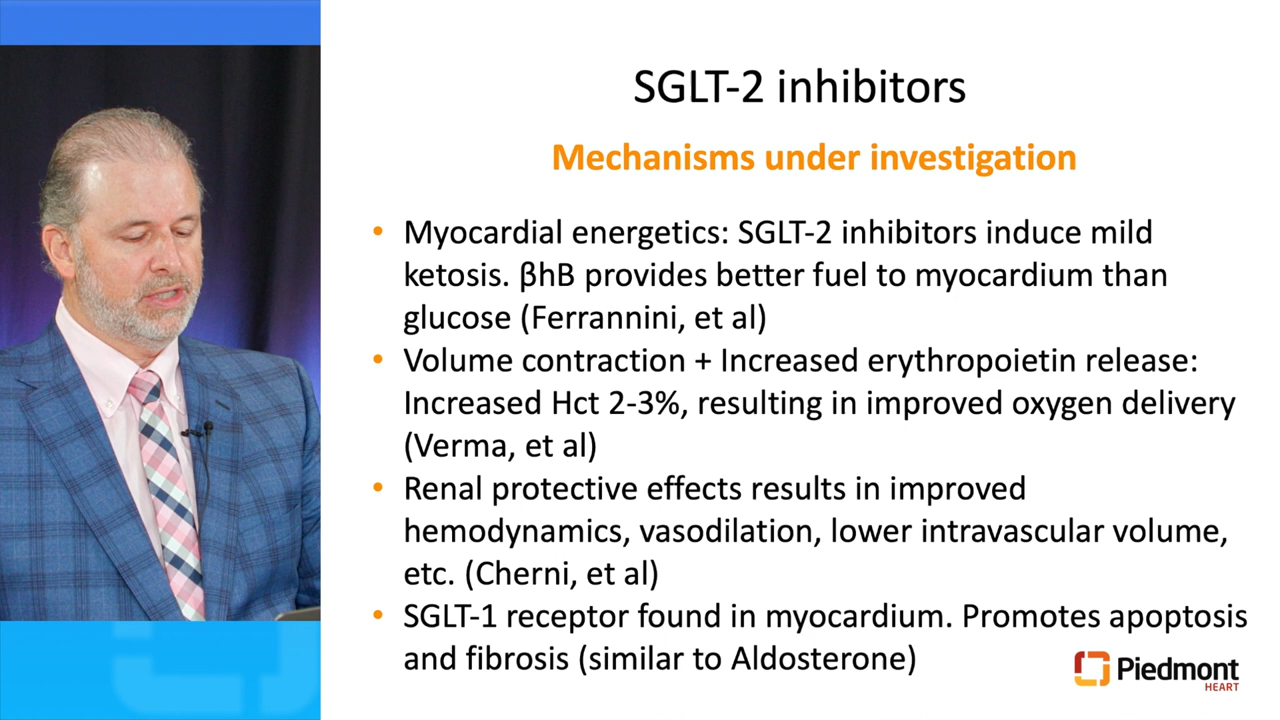 SGLT-2 inhibitors
Mechanisms under investigation
• Myocardial energetics: SGLT-2 inhibitors induce mild
ketosis. βhB provides better fuel to myocardium than
glucose (Ferrannini, et al)
• Volume contraction + Increased erythropoietin release:
Increased Hct 2-3%, resulting in improved oxygen delivery
(Verma, et al)
• Renal protective effects results in improved
hemodynamics, vasodilation, lower intravascular volume,
etc. (Cherni, et al)
• SGLT-1 receptor found in myocardium. Promotes apoptosis
and fibrosis (similar to Aldosterone)
Piedmont
HEART